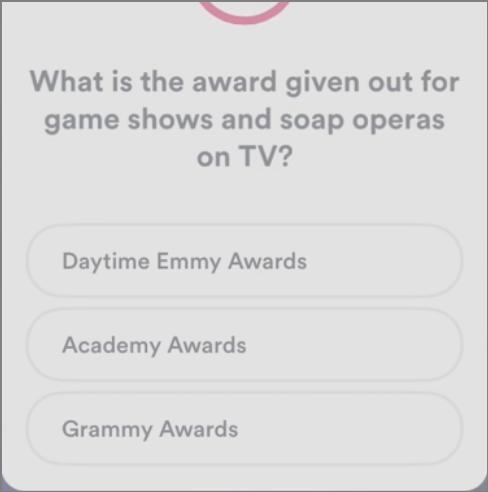 What is the award given out for
game shows and soap operas
on TV?
Daytime Emmy Awards
Academy Awards
Grammy Awards